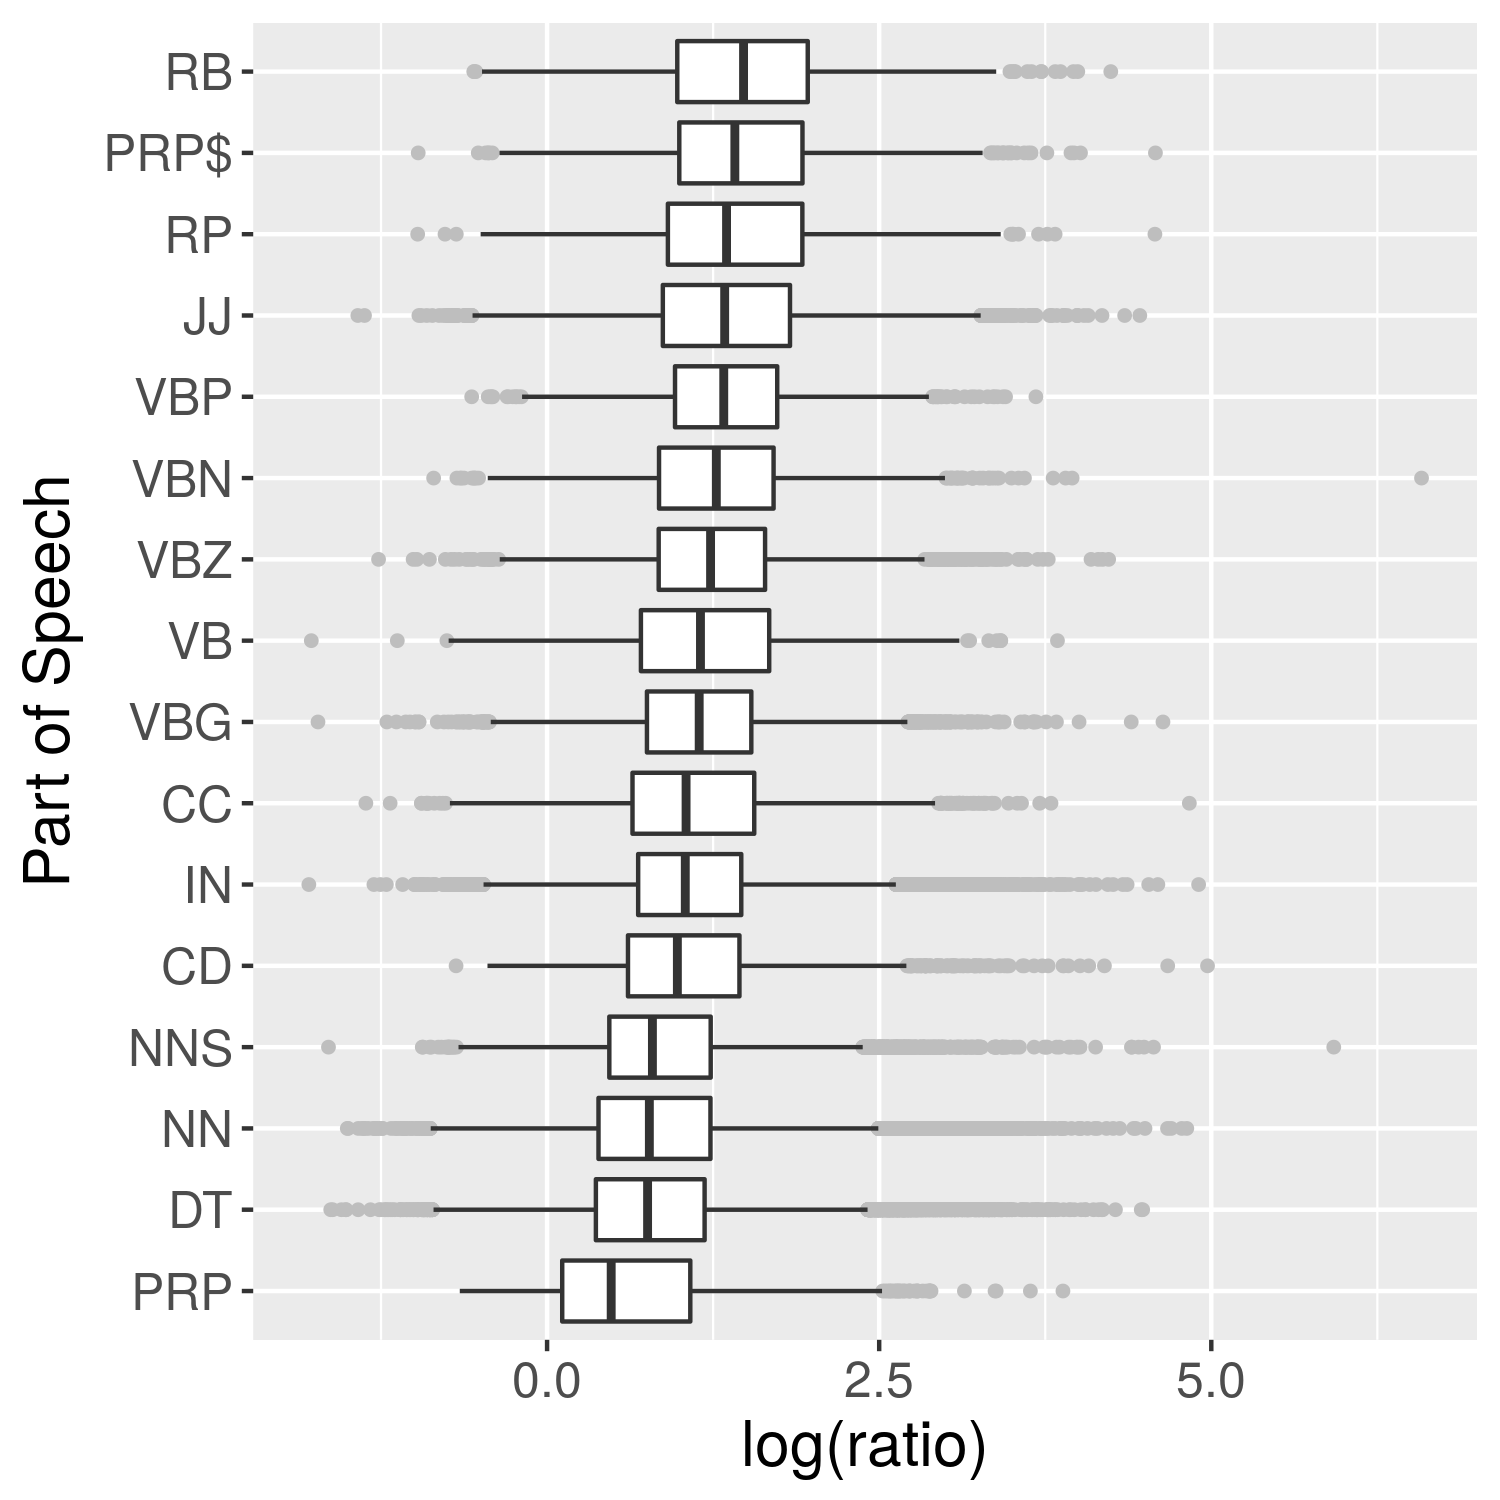 Part of Speech
RB
PRP$
RP
JJ
VBP
VBN
VBZ
VB
VBG
CC
IN
CD
NNS
NN
DT
PRP
0.0 2.5 5.0
log(ratio)